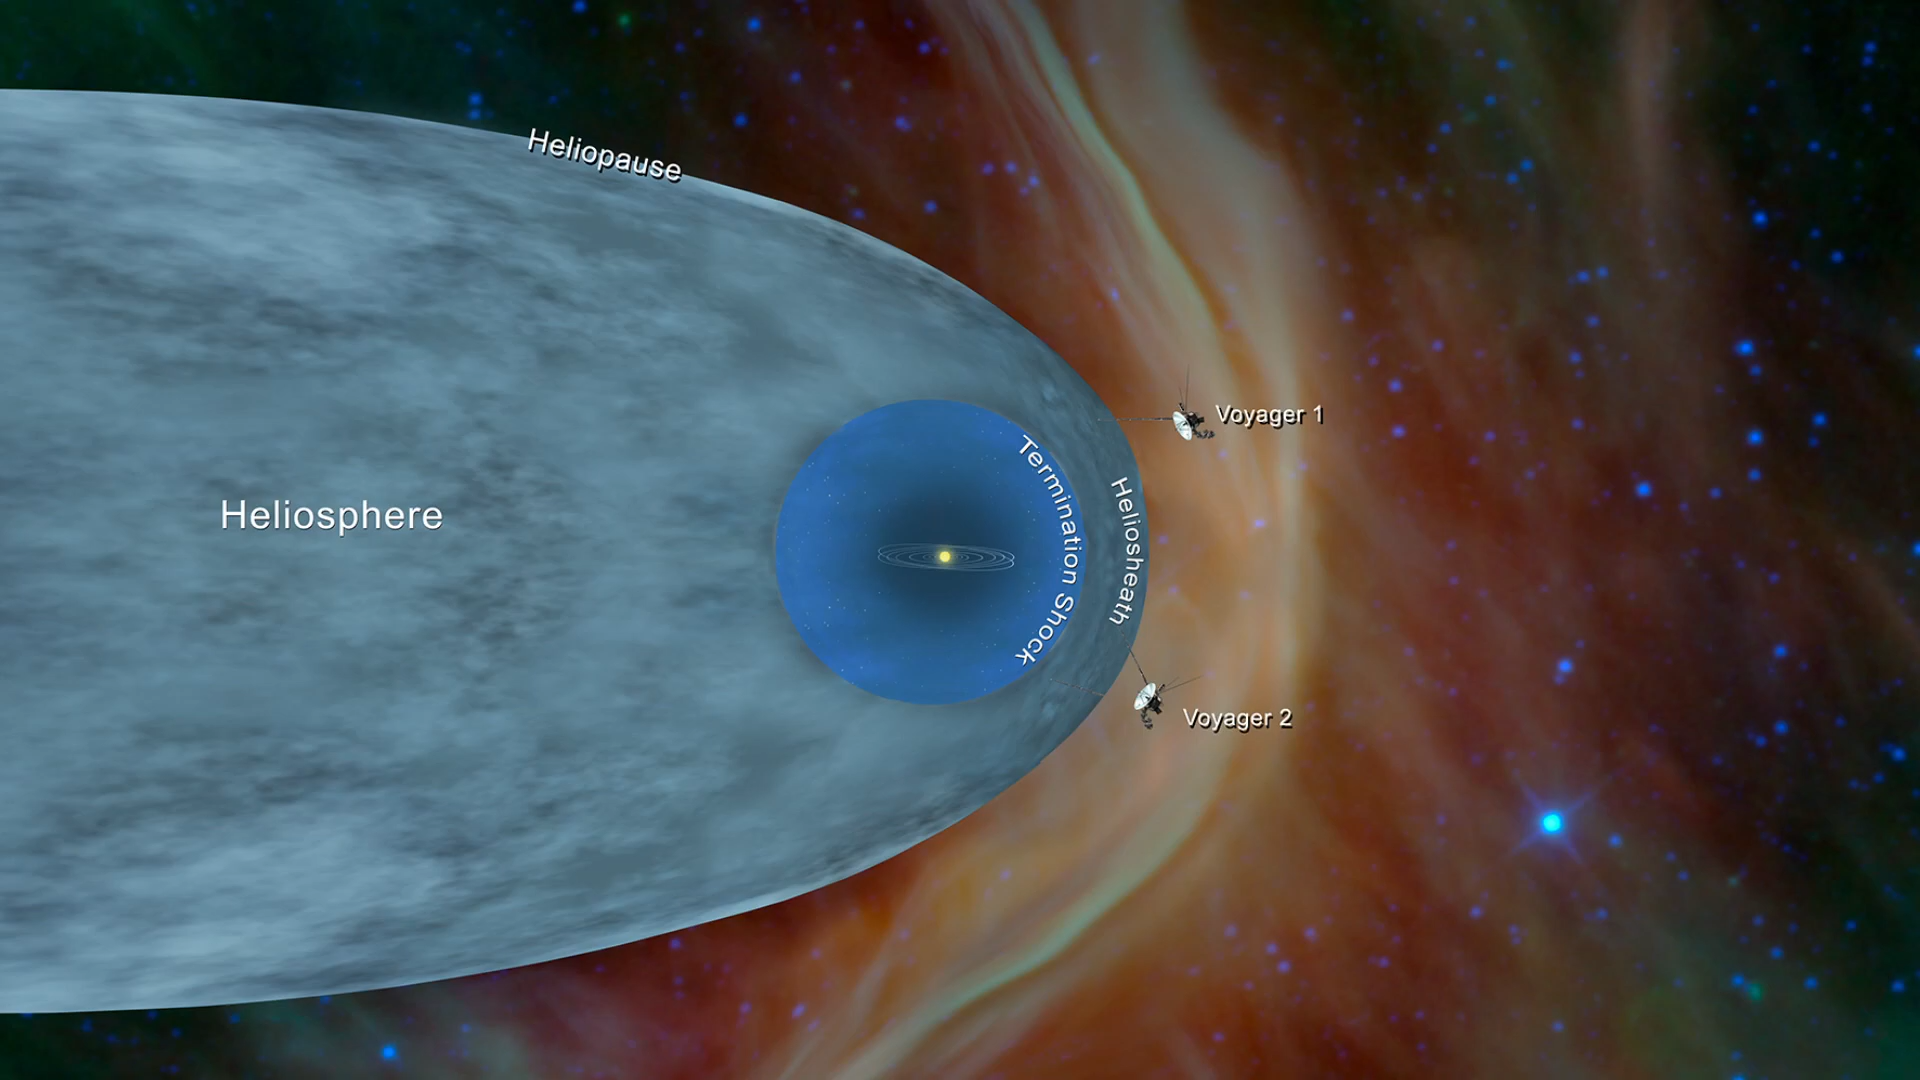 Heliopause
Voyager 1
Termination Shock
Heliosheath
Heliosphere
Voyager 2